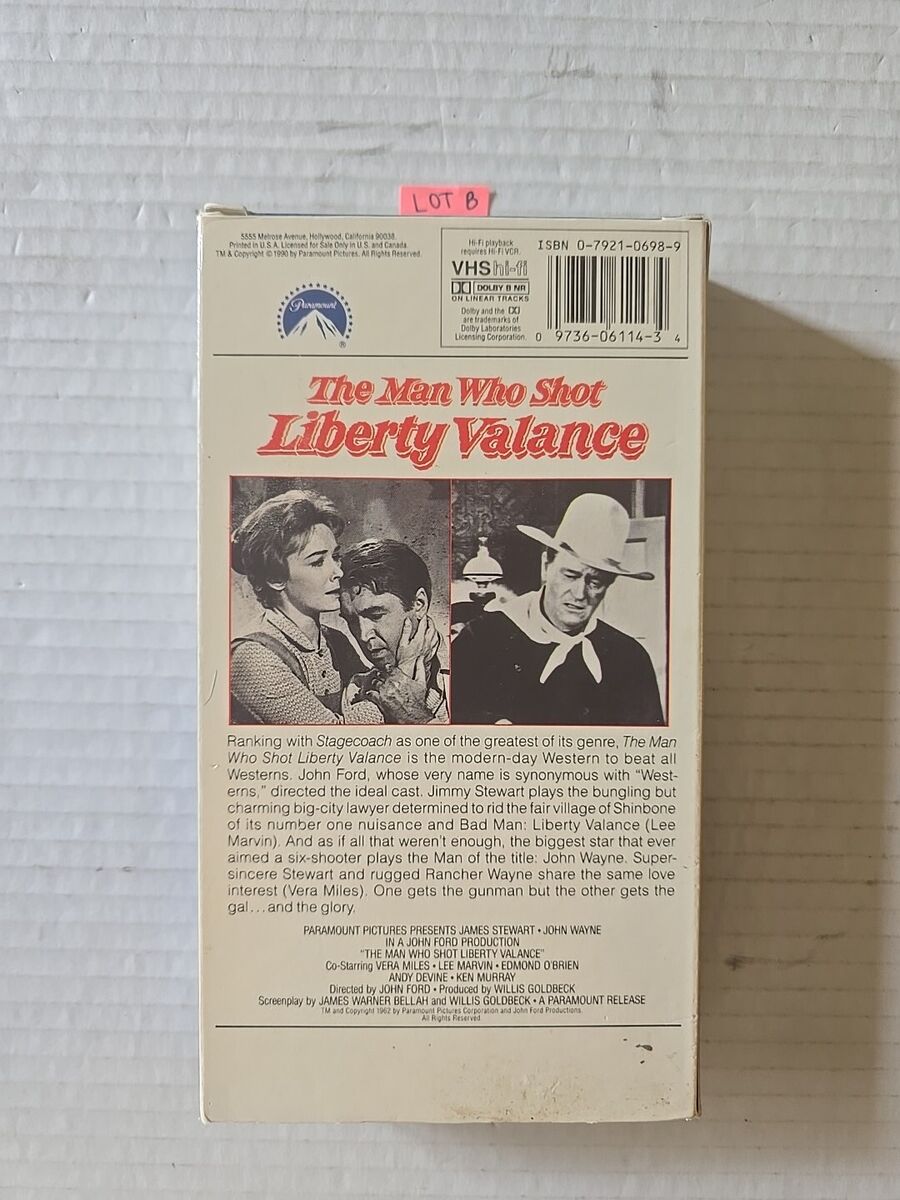 LOT B
5555 Melrose Avenue, Hollywood, California 90038.
Printed in U.S.A. Licensed for Sale Only in U.S. and Canada.
TM & Copyright © 1990 by Paramount Pictures. All Rights Reserved.
Paramount
®
Hi-Fi playback
requires Hi-Fi VCR.
VHS hi-fi
DOLBY B NR
ON LINEAR TRACKS
Dolby and the
are trademarks of
Dolby Laboratories
Licensing Corporation.
ISBN 0-7921-0698-9
0 9736-06114-3 4
The Man Who Shot
Liberty Valance
Ranking with Stagecoach as one of the greatest of its genre, The Man
Who Shot Liberty Valance is the modern-day Western to beat all
Westerns. John Ford, whose very name is synonymous with "West-
erns," directed the ideal cast. Jimmy Stewart plays the bungling but
charming big-city lawyer determined to rid the fair village of Shinbone
of its number one nuisance and Bad Man: Liberty Valance (Lee
Marvin). And as if all that weren't enough, the biggest star that ever
aimed a six-shooter plays the Man of the title: John Wayne. Super-
sincere Stewart and rugged Rancher Wayne share the same love
interest (Vera Miles). One gets the gunman but the other gets the
gal...and the glory.
PARAMOUNT PICTURES PRESENTS JAMES STEWART • JOHN WAYNE
IN A JOHN FORD PRODUCTION
"THE MAN WHO SHOT LIBERTY VALANCE"
Co-Starring VERA MILES • LEE MARVIN • EDMOND O'BRIEN
ANDY DEVINE • KEN MURRAY
Directed by JOHN FORD • Produced by WILLIS GOLDBECK
Screenplay by JAMES WARNER BELLAH and WILLIS GOLDBECK • A PARAMOUNT RELEASE
TM and Copyright 1962 by Paramount Pictures Corporation and John Ford Productions.
All Rights Reserved.